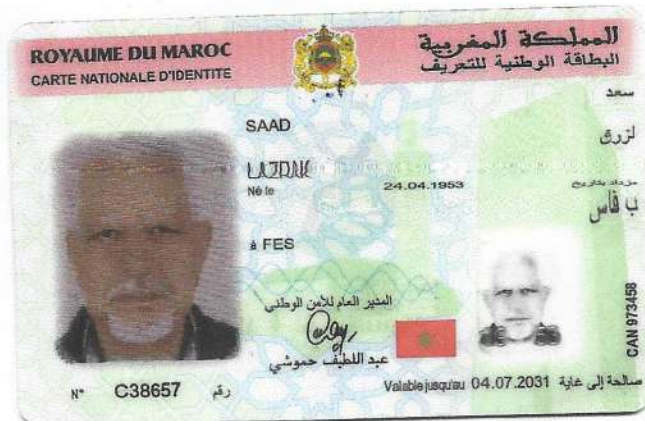 ROYAUME DU MAROC
المملكة المغربية
CARTE NATIONALE D'IDENTITE
البطاقة الوطنية للتعريف
سعد
SAAD
لزرق
Né le
24.04.1953
مزداد بتاريخ
ب فاس
à FES
المدير العام للأمن الوطني
عبد اللطيف حموشي
CAN 973458
N° C38657 رقم
Valable jusqu'au 04.07.2031 صالحة إلى غاية